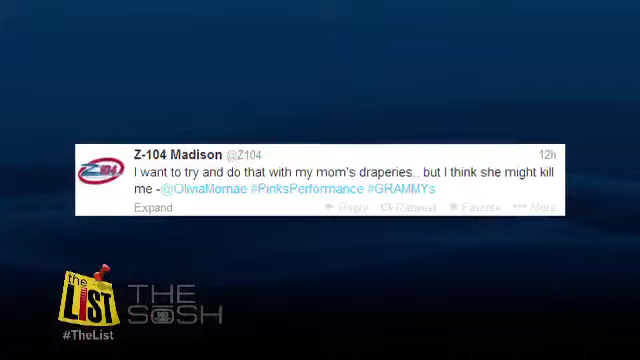 Z-104 Madison @Z104 12h
I want to try and do that with my mom's draperies.. but I think she might kill
me -@OliviaMornae #PinksPerformance #GRAMMYs
Expand Reply Retweet Favorite More
Z104
the
LIST
#TheList
THE
SOSH